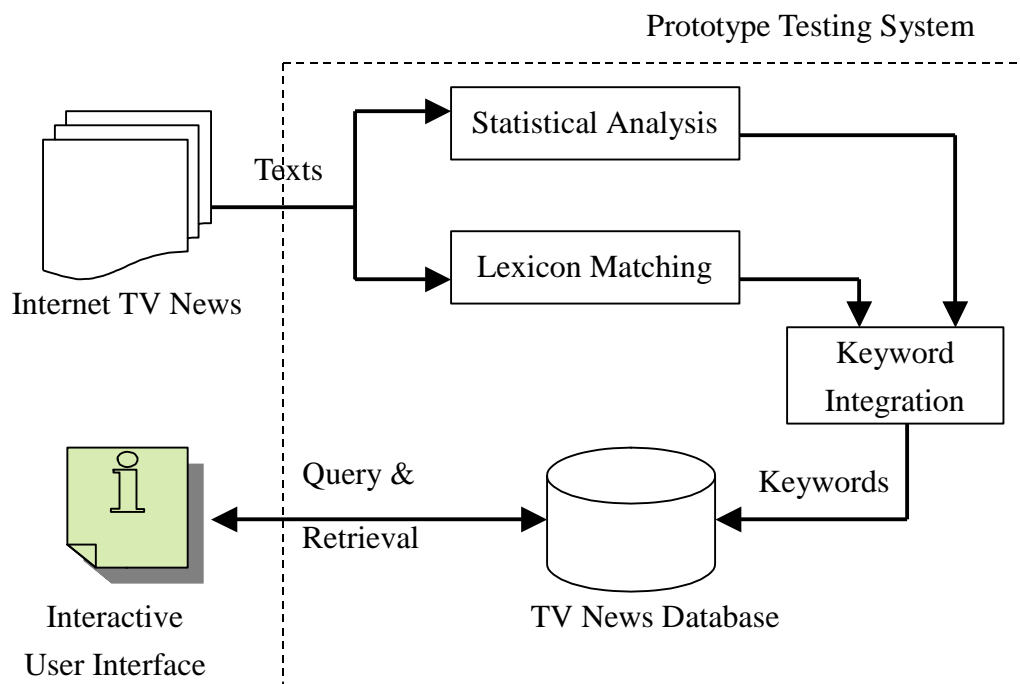 Prototype Testing System
Statistical Analysis
Texts
Lexicon Matching
Internet TV News
Keyword
Integration
Query &
Retrieval
Keywords
Interactive
User Interface
TV News Database